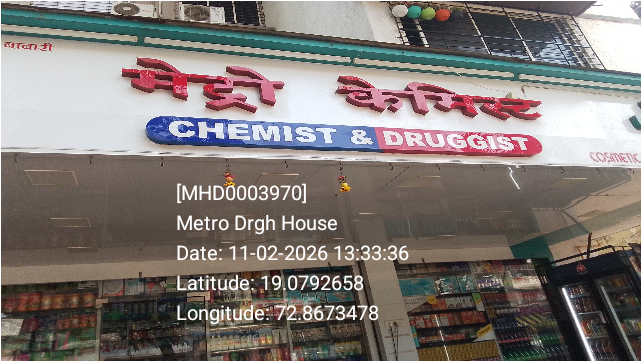 बाबारी
मेट्रो केमिस्ट
CHEMIST & DRUGGIST
COSMETIC
[MHD0003970]
Metro Drgh House
Date: 11-02-2026 13:33:36
Latitude: 19.0792658
Longitude: 72.8673478